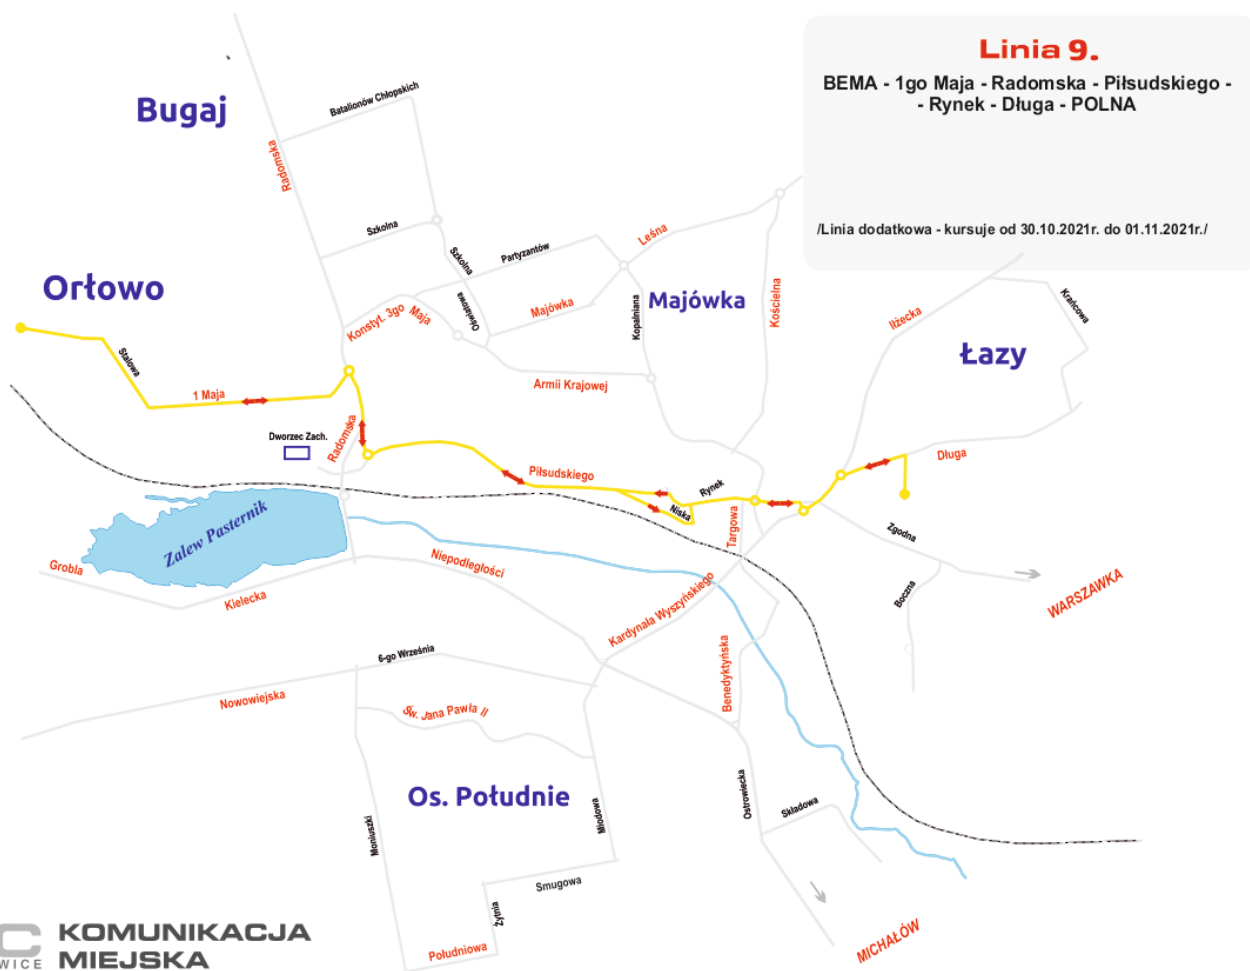 Linia 9.
BEMA - 1go Maja - Radomska - Piłsudskiego -
- Rynek - Długa - POLNA
/Linia dodatkowa - kursuje od 30.10.2021r. do 01.11.2021r./
Bugaj
Batalionów Chłopskich
Radomska
Szkolna
Szkolna
Partyzantów
Leśna
Orłowo
Majówka
Kościelna
Krańcowa
Konstyt. 3go Maja
Oświatowa
Majówka
Kopalniana
Iłżecka
Łazy
Stalowa
1 Maja
Armii Krajowej
Dworzec Zach.
Radomska
Piłsudskiego
Rynek
Niska
Targowa
Długa
Zgodna
Zalew Pasternik
Grobla
Kielecka
Niepodległości
Kardynała Wyszyńskiego
Boczna
WARSZAWKA
6-go Września
Nowowiejska
Św. Jana Pawła II
Benedyktyńska
Os. Południe
Moniuszki
Miodowa
Ostrowiecka
Składowa
Smugowa
Żytnia
Południowa
MICHAŁÓW
C KOMUNIKACJA
WICE MIEJSKA